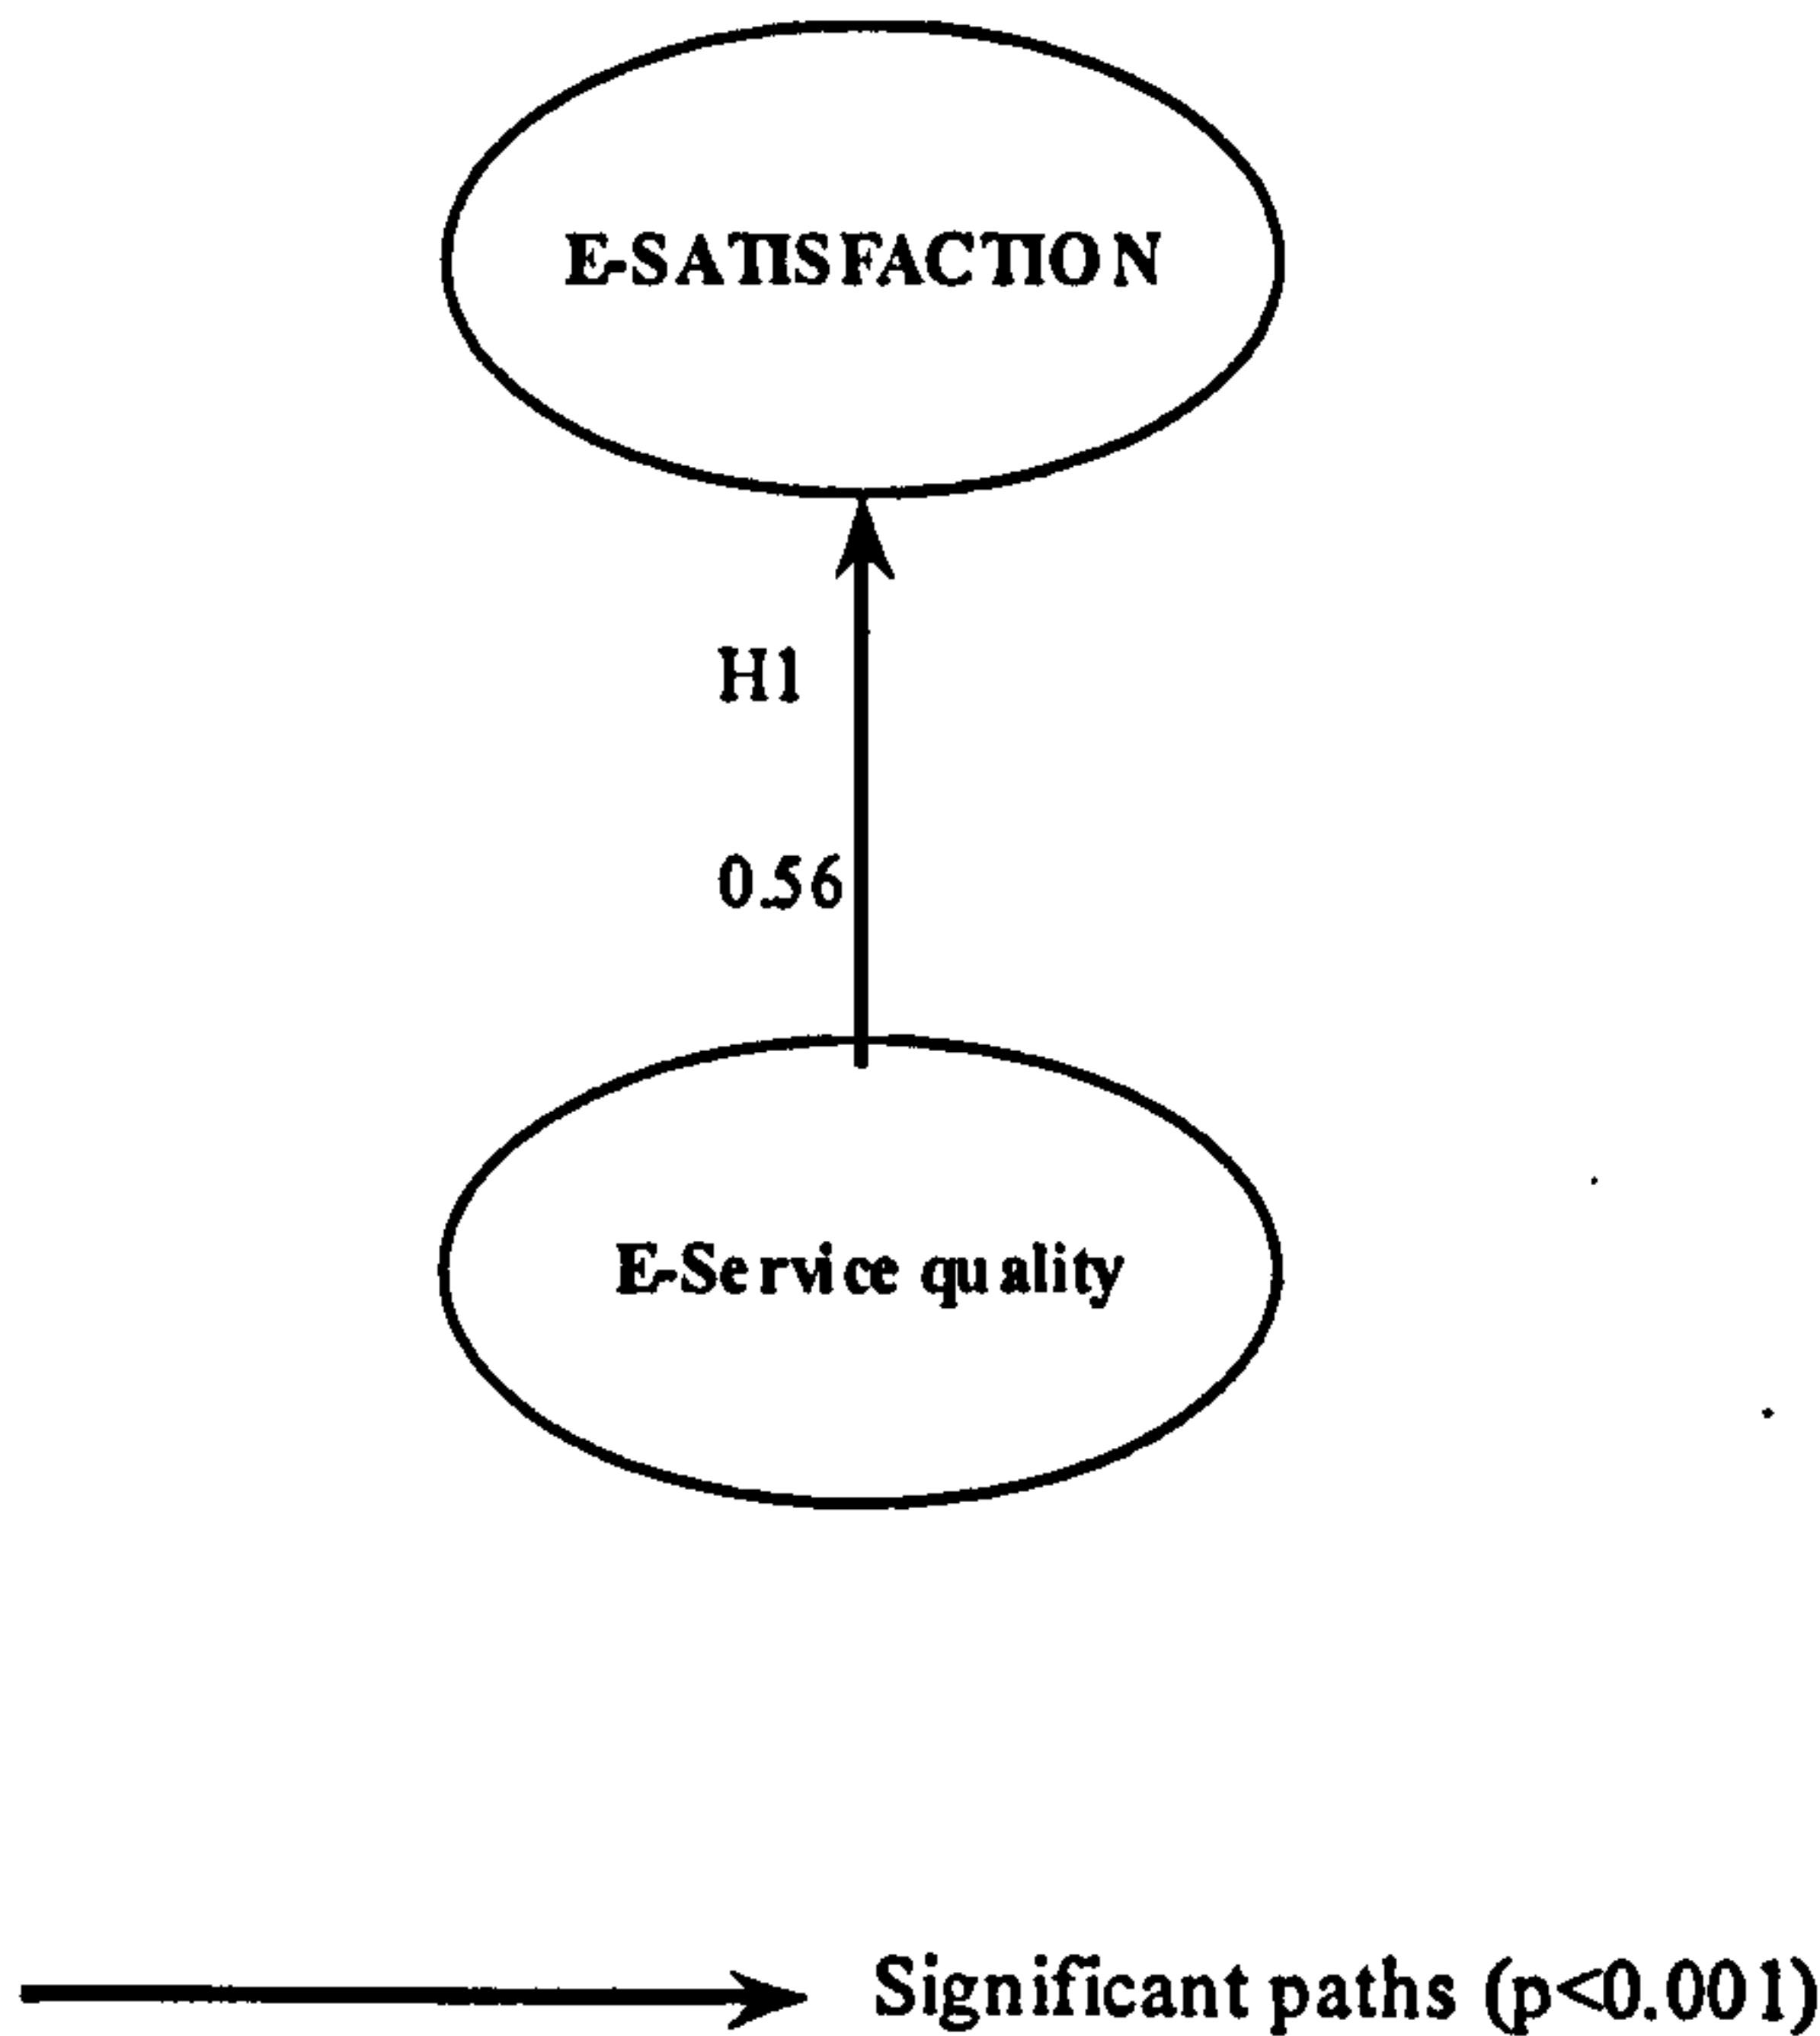 E-SATISFACTION
H1
0.56
E-Service quality
Significant paths (p<0.001)